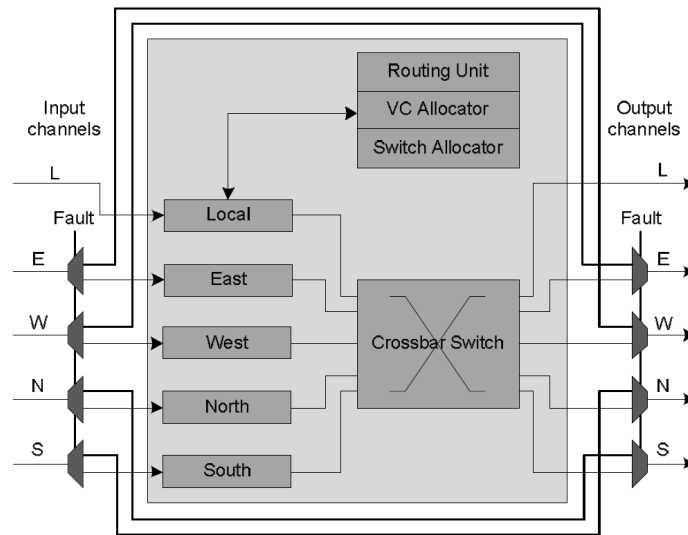 Routing Unit
VC Allocator
Switch Allocator
Input
channels
Output
channels
L
L
Local
Fault
Fault
E
East
E
W
West
Crossbar Switch
W
N
North
N
S
South
S